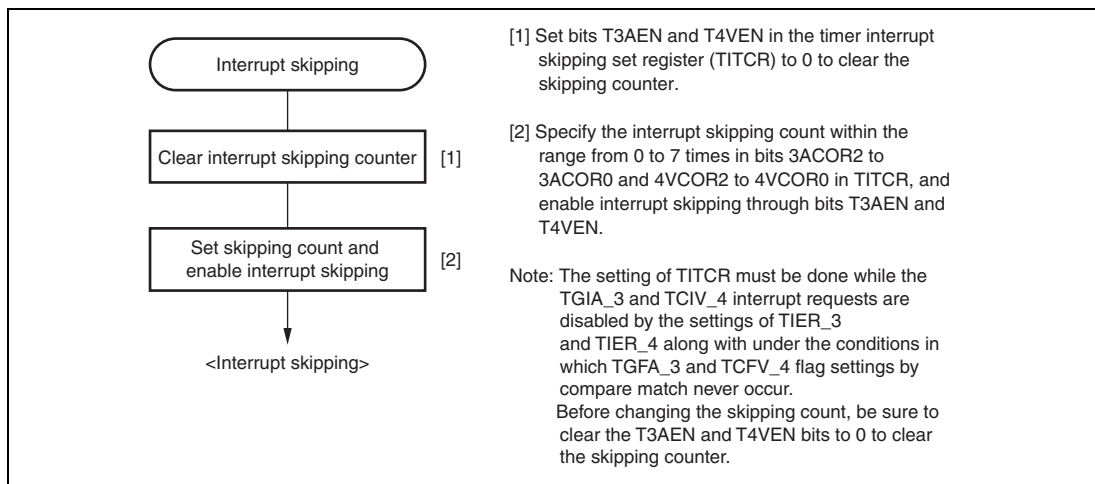 Interrupt skipping
Clear interrupt skipping counter
[1]
Set skipping count and
enable interrupt skipping
[2]
<Interrupt skipping>
[1] Set bits T3AEN and T4VEN in the timer interrupt
skipping set register (TITCR) to 0 to clear the
skipping counter.
[2] Specify the interrupt skipping count within the
range from 0 to 7 times in bits 3ACOR2 to
3ACOR0 and 4VCOR2 to 4VCOR0 in TITCR, and
enable interrupt skipping through bits T3AEN and
T4VEN.
Note: The setting of TITCR must be done while the
TGIA_3 and TCIV_4 interrupt requests are
disabled by the settings of TIER_3
and TIER_4 along with under the conditions in
which TGFA_3 and TCFV_4 flag settings by
compare match never occur.
Before changing the skipping count, be sure to
clear the T3AEN and T4VEN bits to 0 to clear
the skipping counter.